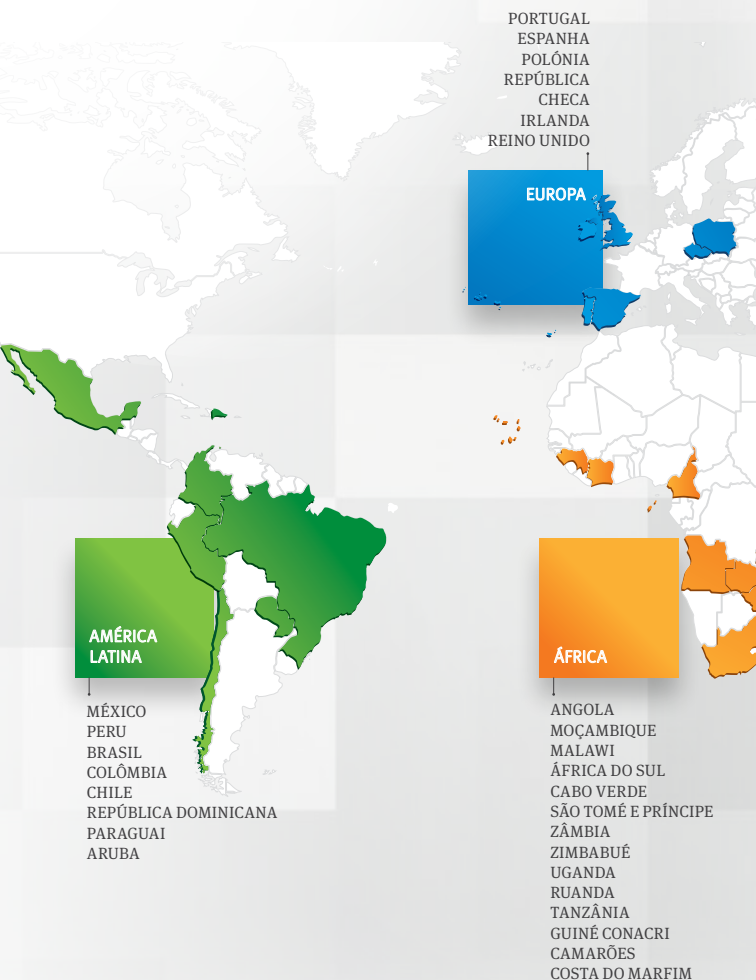 PORTUGAL
ESPANHA
POLÓNIA
REPÚBLICA
CHECA
IRLANDA
REINO UNIDO
EUROPA
AMÉRICA
LATINA
MÉXICO
PERU
BRASIL
COLÔMBIA
CHILE
REPÚBLICA DOMINICANA
PARAGUAI
ARUBA
ÁFRICA
ANGOLA
MOÇAMBIQUE
MALAWI
ÁFRICA DO SUL
CABO VERDE
SÃO TOMÉ E PRÍNCIPE
ZÂMBIA
ZIMBABUÉ
UGANDA
RUANDA
TANZÂNIA
GUINÉ CONACRI
CAMARÕES
COSTA DO MARFIM